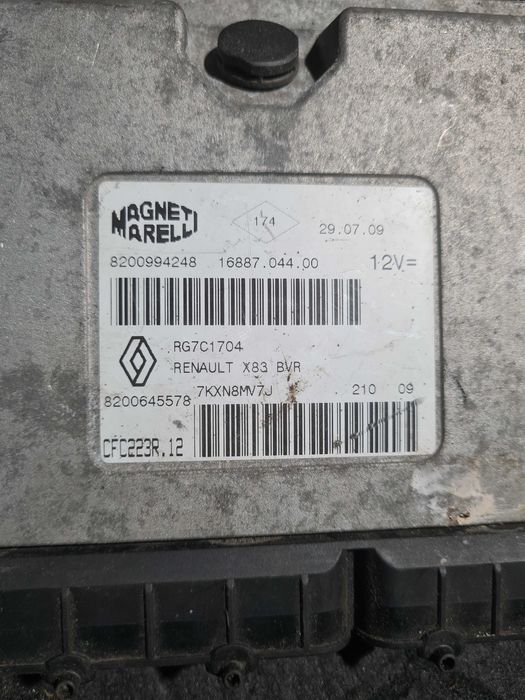 MAGNETI
MARELLI
174
29.07.09
8200994248 16887.044.00 12V=
RG7C1704
RENAULT X83 BVR
7KXN8MV7J 210 09
8200645578
CFC223R.12